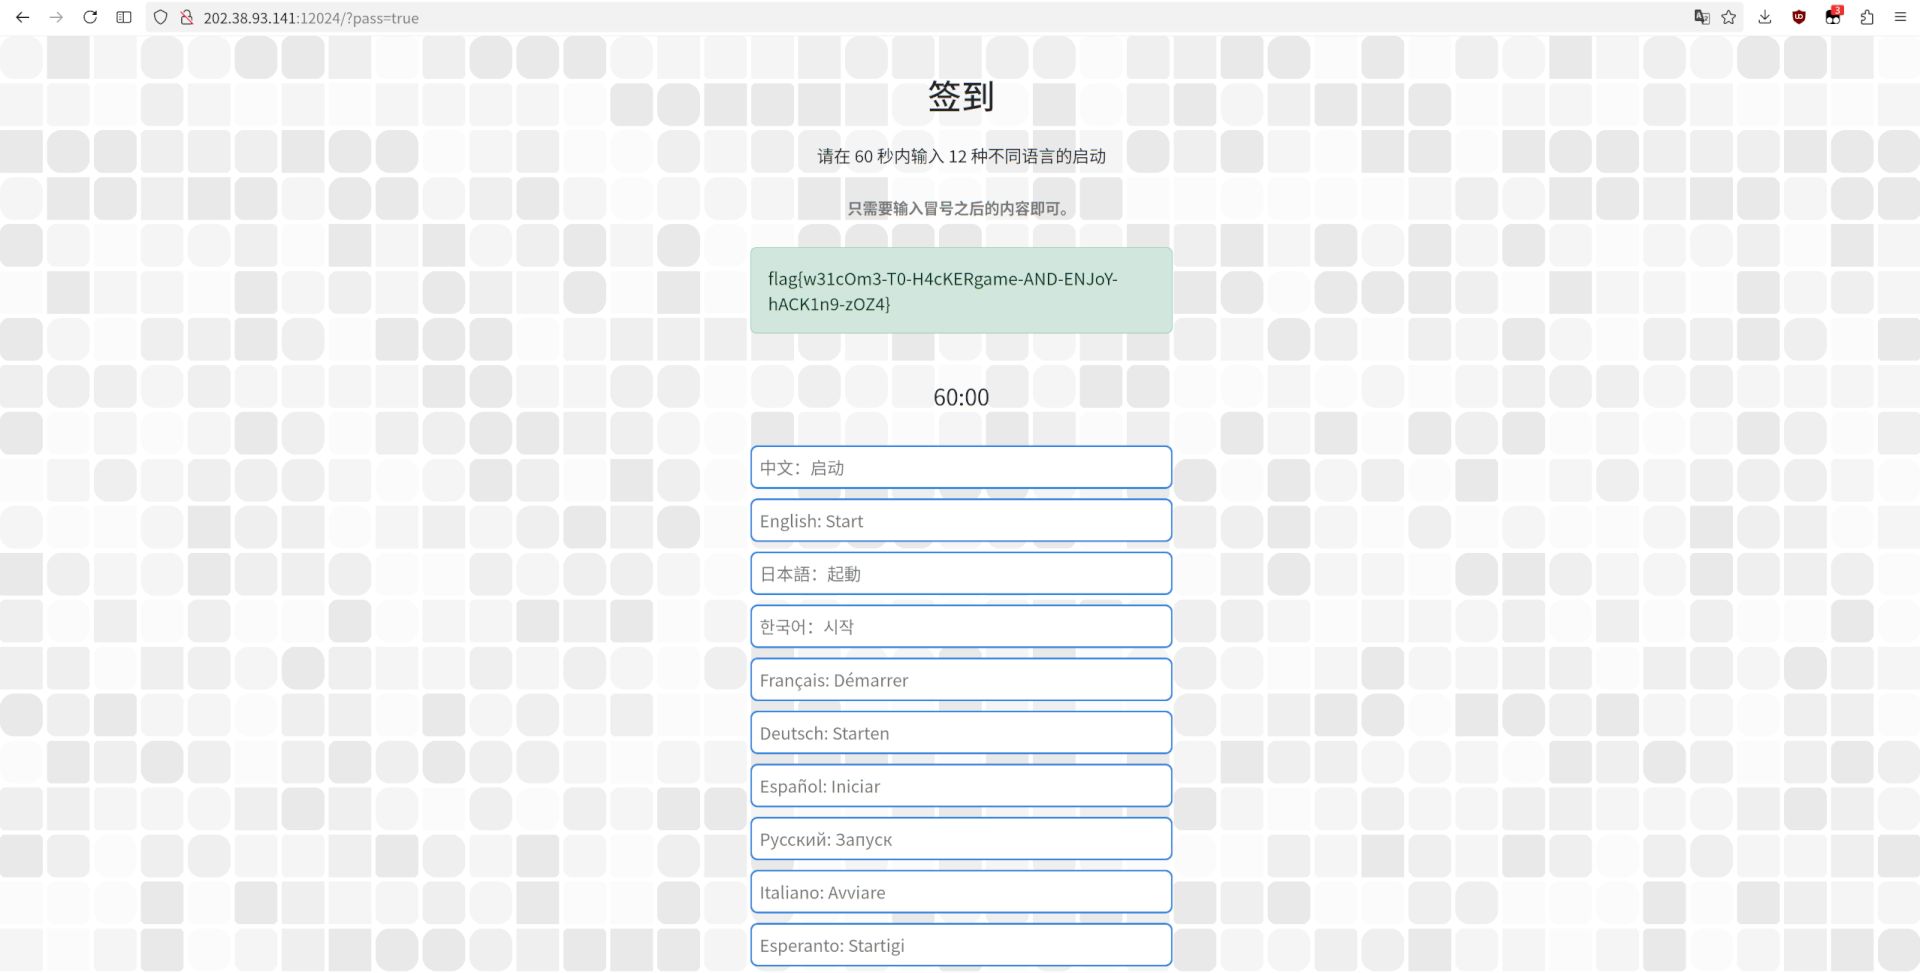 202.38.93.141:12024/?pass=true
3
签到
请在 60 秒内输入 12 种不同语言的启动
只需要输入冒号之后的内容即可。
flag{w31cOm3-T0-H4cKERgame-AND-ENJoY-
hACK1n9-zOZ4}
60:00
中文：启动
English: Start
日本語：起動
한국어：시작
Français: Démarrer
Deutsch: Starten
Español: Iniciar
Русский: Запуск
Italiano: Avviare
Esperanto: Startigi